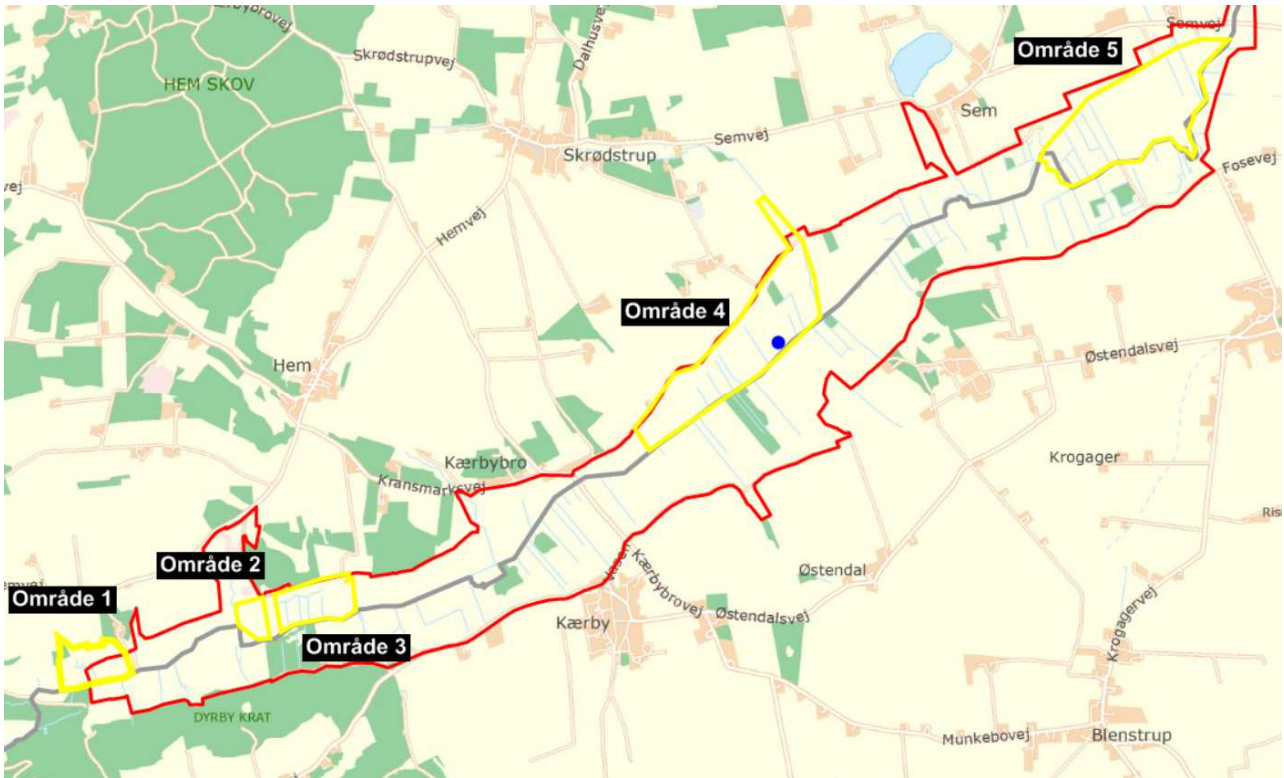 Semvej
Område 5
Skrødstrupvej
Dalhusvej
HEM SKOV
Sem
Semvej
Skrødstrup
Fosevej
Hemvej
Område 4
Østendalsvej
Hem
Kærbybro
Kransmarksvej
Krogager
Område 2
Østendal
Område 1
Kærbybrovej
Østendalsvej
Kærby
Krogagervej
Område 3
DYRBY KRAT
Munkebovej
Blenstrup